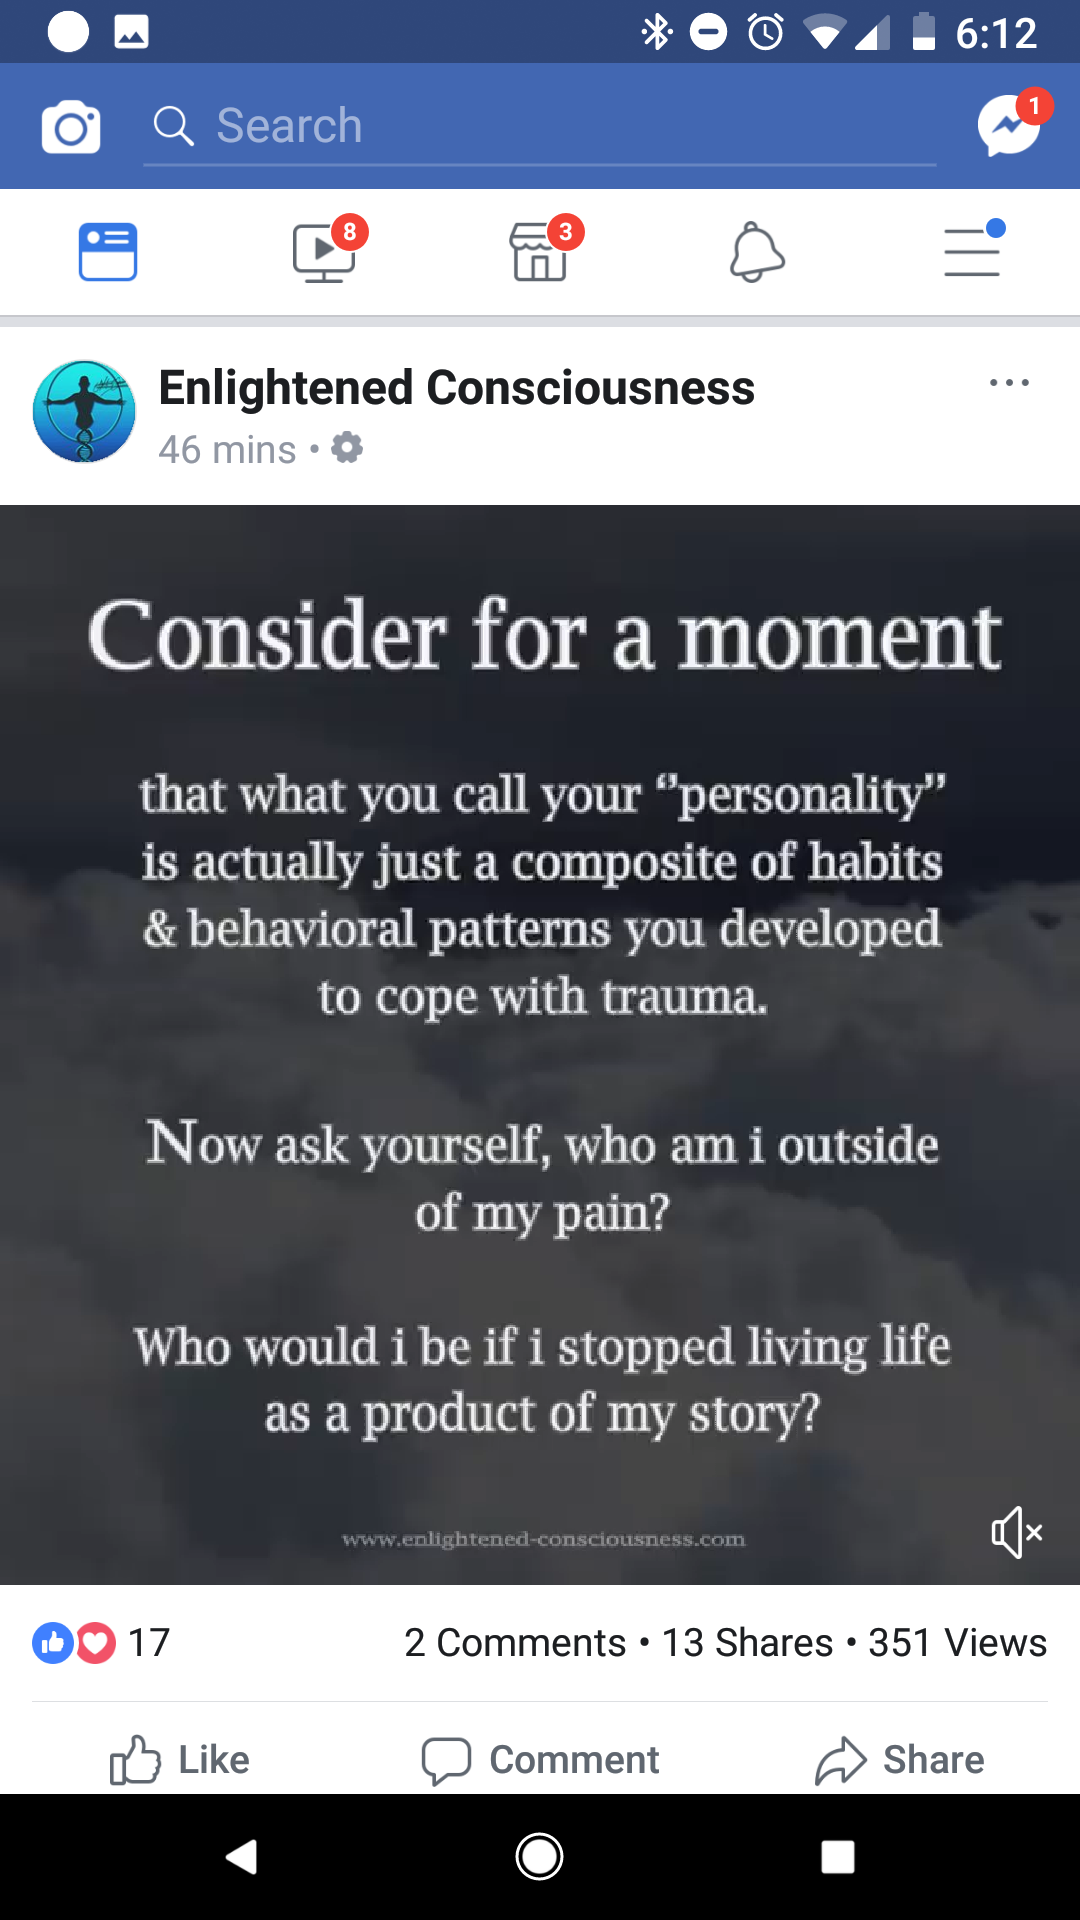 6:12
Search
1
8
3
Enlightened Consciousness
46 mins •
Consider for a moment
that what you call your "personality"
is actually just a composite of habits
& behavioral patterns you developed
to cope with trauma.
Now ask yourself, who am i outside
of my pain?
Who would i be if i stopped living life
as a product of my story?
www.enlightened-consciousness.com
17
2 Comments • 13 Shares • 351 Views
Like
Comment
Share